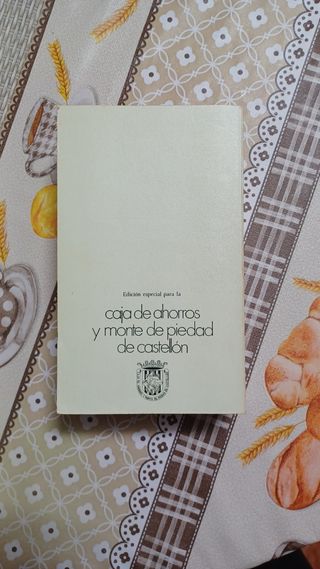 Edición especial para la
caja de ahorros
y monte de piedad
de castellón